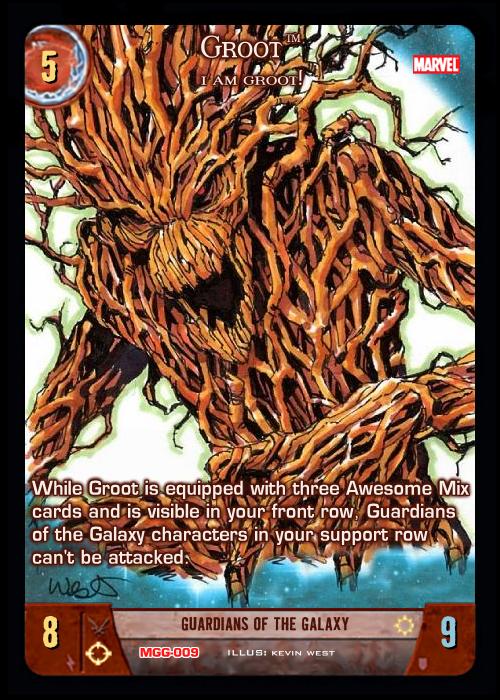 5
GROOT™
I AM GROOT!
MARVEL
While Groot is equipped with three Awesome Mix
cards and is visible in your front row, Guardians
of the Galaxy characters in your support row
can't be attacked.
West
8
GUARDIANS OF THE GALAXY
MGG-009
ILLUS: KEVIN WEST
9